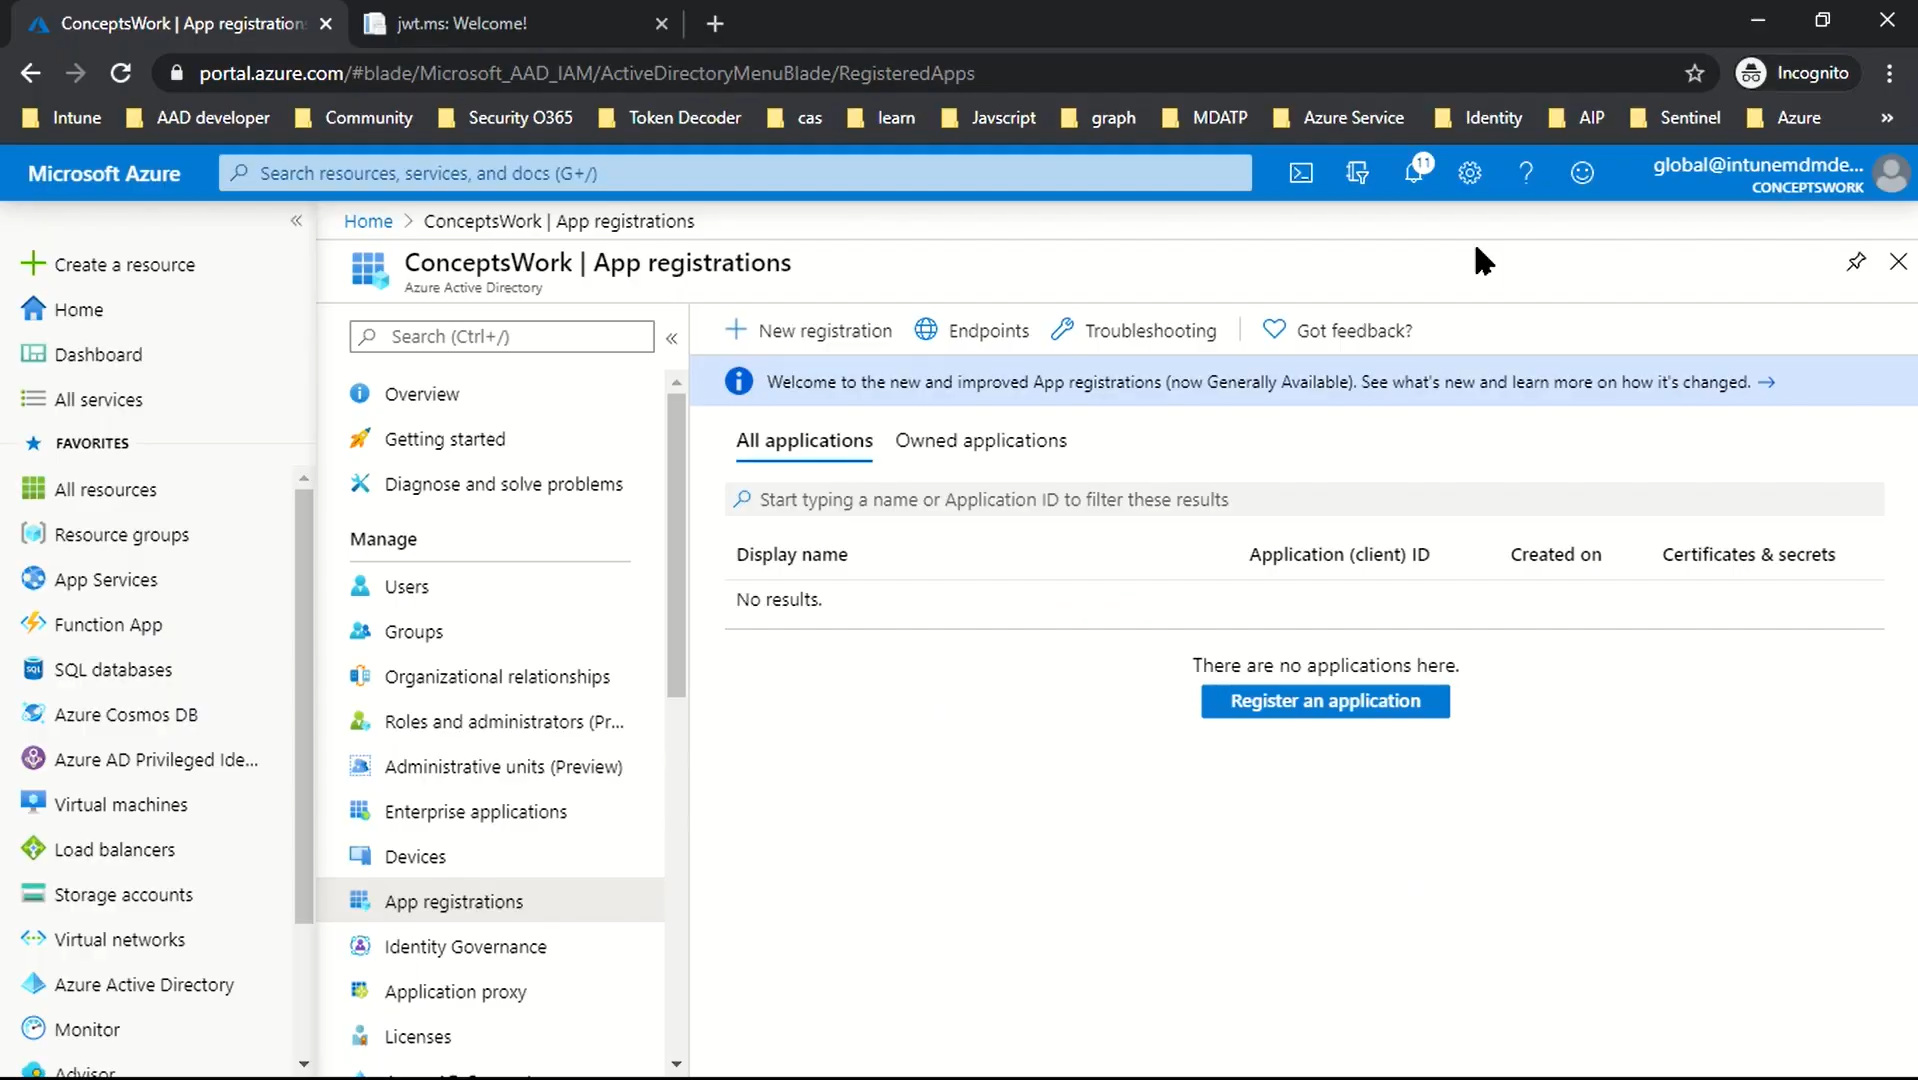 ConceptsWork | App registration
jwt.ms: Welcome!
portal.azure.com/#blade/Microsoft_AAD_IAM/ActiveDirectoryMenuBlade/RegisteredApps
Incognito
Intune
AAD developer
Community
Security O365
Token Decoder
cas
learn
Javscript
graph
MDATP
Azure Service
Identity
AIP
Sentinel
Azure
»
Microsoft Azure
Search resources, services, and docs (G+/)
11
global@intunemdmde...
CONCEPTSWORK
Home > ConceptsWork | App registrations
ConceptsWork | App registrations
Azure Active Directory
Create a resource
Home
Dashboard
All services
FAVORITES
All resources
Resource groups
App Services
Function App
SQL databases
Azure Cosmos DB
Azure AD Privileged Ide...
Virtual machines
Load balancers
Storage accounts
Virtual networks
Azure Active Directory
Monitor
Advisor
Search (Ctrl+/)
Overview
Getting started
Diagnose and solve problems
Manage
Users
Groups
Organizational relationships
Roles and administrators (Pr...
Administrative units (Preview)
Enterprise applications
Devices
App registrations
Identity Governance
Application proxy
Licenses
New registration
Endpoints
Troubleshooting
Got feedback?
Welcome to the new and improved App registrations (now Generally Available). See what's new and learn more on how it's changed. →
All applications
Owned applications
Start typing a name or Application ID to filter these results
Display name
Application (client) ID
Created on
Certificates & secrets
No results.
There are no applications here.
Register an application